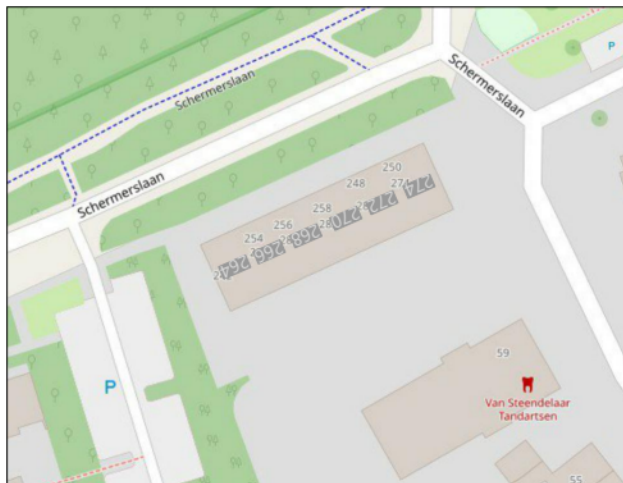 P
Schermerslaan
Schermerslaan
Schermerslaan
250
248
274
272
258
270
256
268
254
266
264
59
P
Van Steendelaar
Tandartsen
55